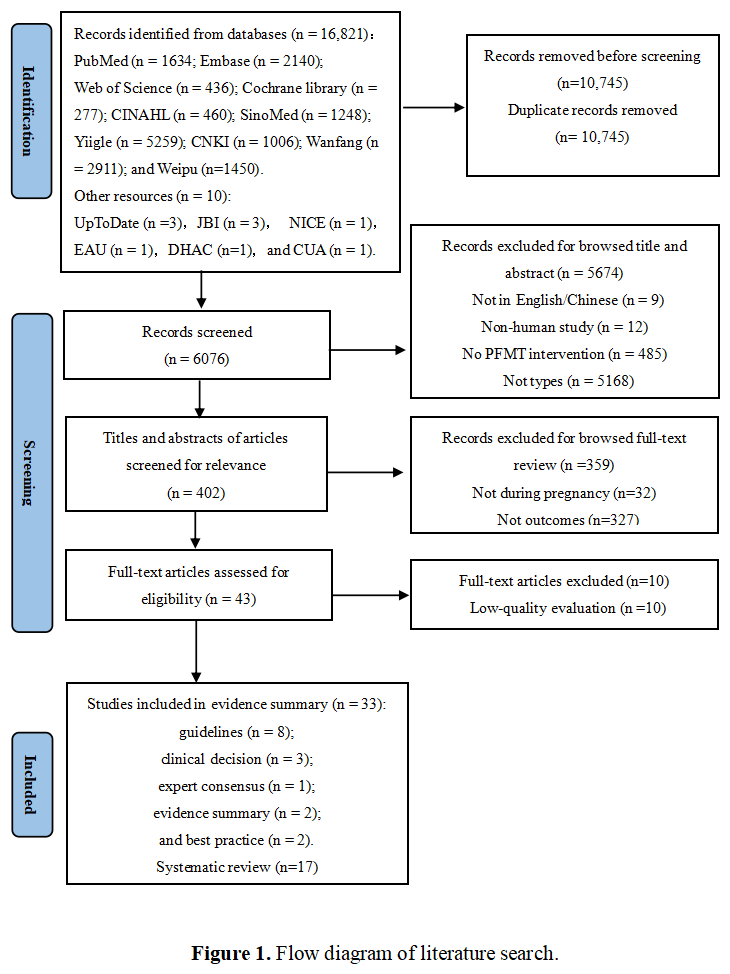 Identification
Records identified from databases (n = 16,821)：
PubMed (n = 1634; Embase (n = 2140);
Web of Science (n = 436); Cochrane library (n =
277); CINAHL (n = 460); SinoMed (n = 1248);
Yiigle (n = 5259); CNKI (n = 1006); Wanfang (n
= 2911); and Weipu (n=1450).
Other resources (n = 10):
UpToDate (n =3)， JBI (n = 3)， NICE (n = 1)，
EAU (n = 1)， DHAC (n=1)， and CUA (n = 1).
Records removed before screening
(n=10,745)
Duplicate records removed
(n= 10,745)
Screening
Records screened
(n = 6076)
Records excluded for browsed title and
abstract (n = 5674)
Not in English/Chinese (n = 9)
Non-human study (n = 12)
No PFMT intervention (n = 485)
Not types (n = 5168)
Titles and abstracts of articles
screened for relevance
(n = 402)
Records excluded for browsed full-text
review (n =359)
Not during pregnancy (n=32)
Not outcomes (n=327)
Full-text articles assessed for
eligibility (n = 43)
Full-text articles excluded (n=10)
Low-quality evaluation (n =10)
Included
Studies included in evidence summary (n = 33):
guidelines (n = 8);
clinical decision (n = 3);
expert consensus (n = 1);
evidence summary (n = 2);
and best practice (n = 2).
Systematic review (n=17)
Figure 1. Flow diagram of literature search.